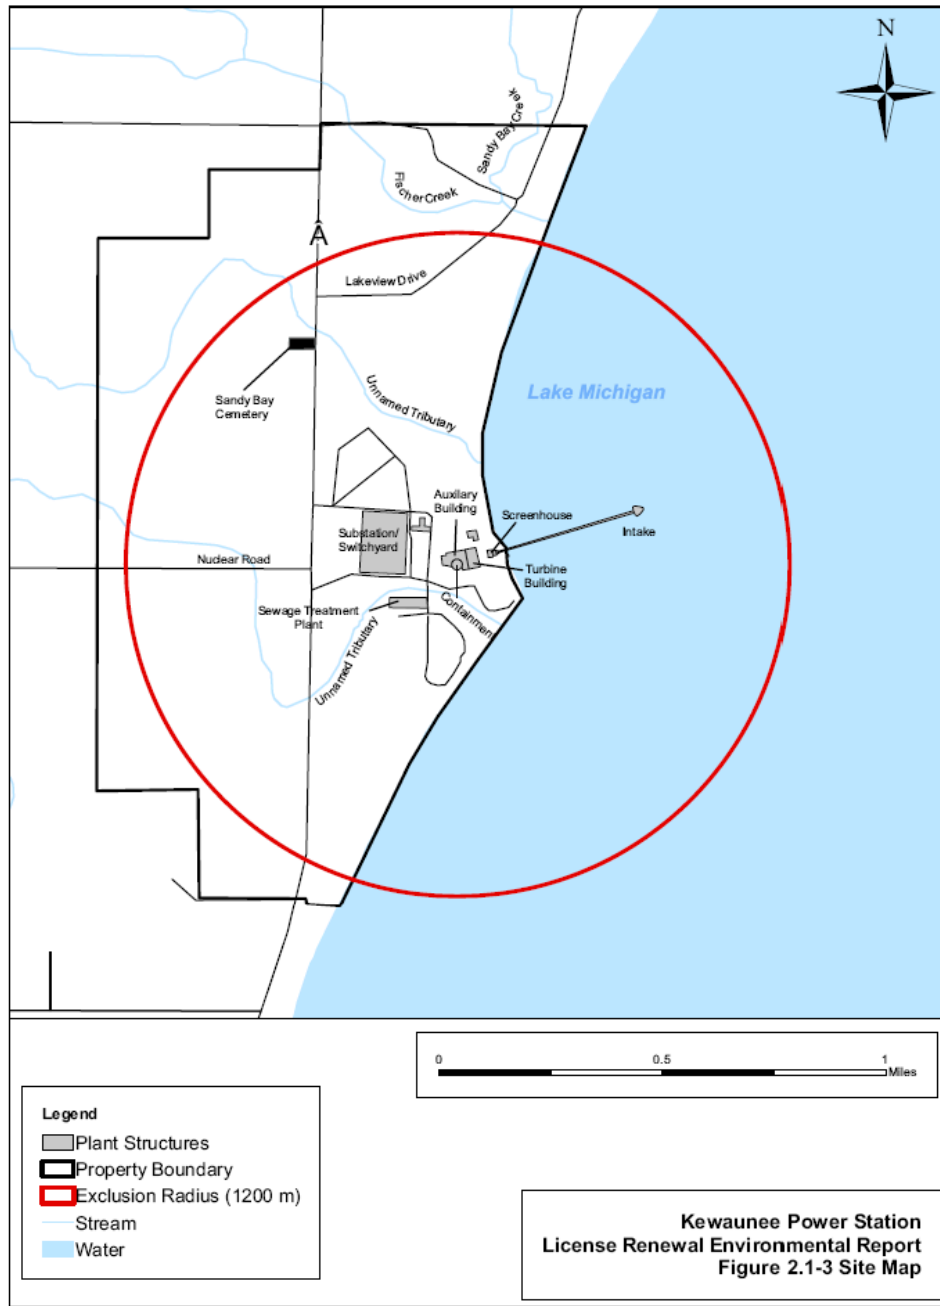 N
Sandy Bay Creek
Fischer Creek
A
Lakeview Drive
Lake Michigan
Sandy Bay
Cemetery
Unnamed Tributary
Auxilary
Building
Screenhouse
Intake
Substation/
Switchyard
Nuclear Road
Turbine
Building
Sewage Treatment
Plant
Containmen
Unnamed Tributary
0
0.5
1
Miles
Legend
Plant Structures
Property Boundary
Exclusion Radius (1200 m)
Stream
Water
Kewaunee Power Station
License Renewal Environmental Report
Figure 2.1-3 Site Map